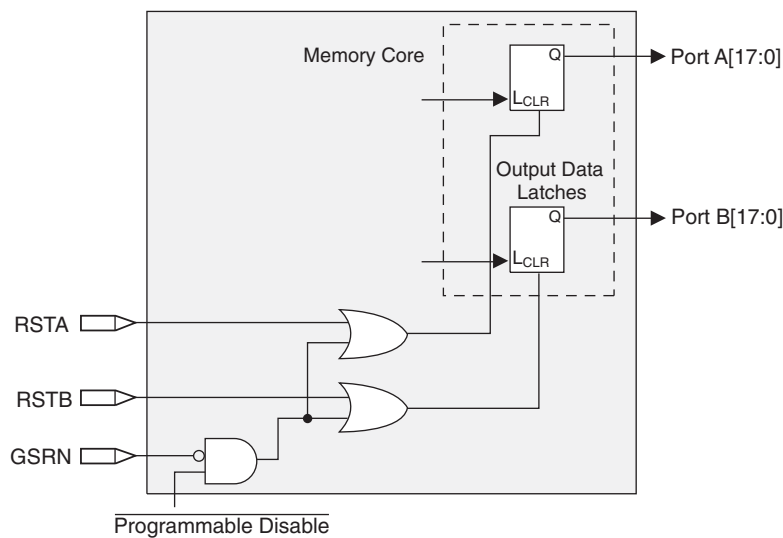 Memory Core
Q
Port A[17:0]
LCLR
Output Data
Latches
Q
Port B[17:0]
LCLR
RSTA
RSTB
GSRN
Programmable Disable